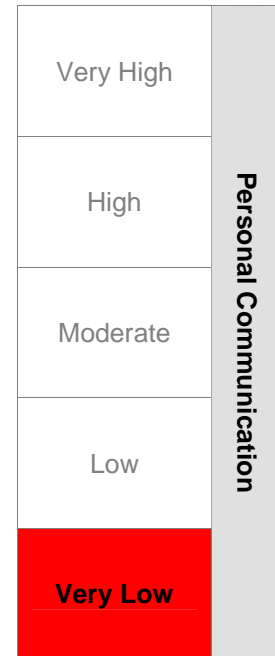 Very High
High
Moderate
Low
Very Low
Personal Communication